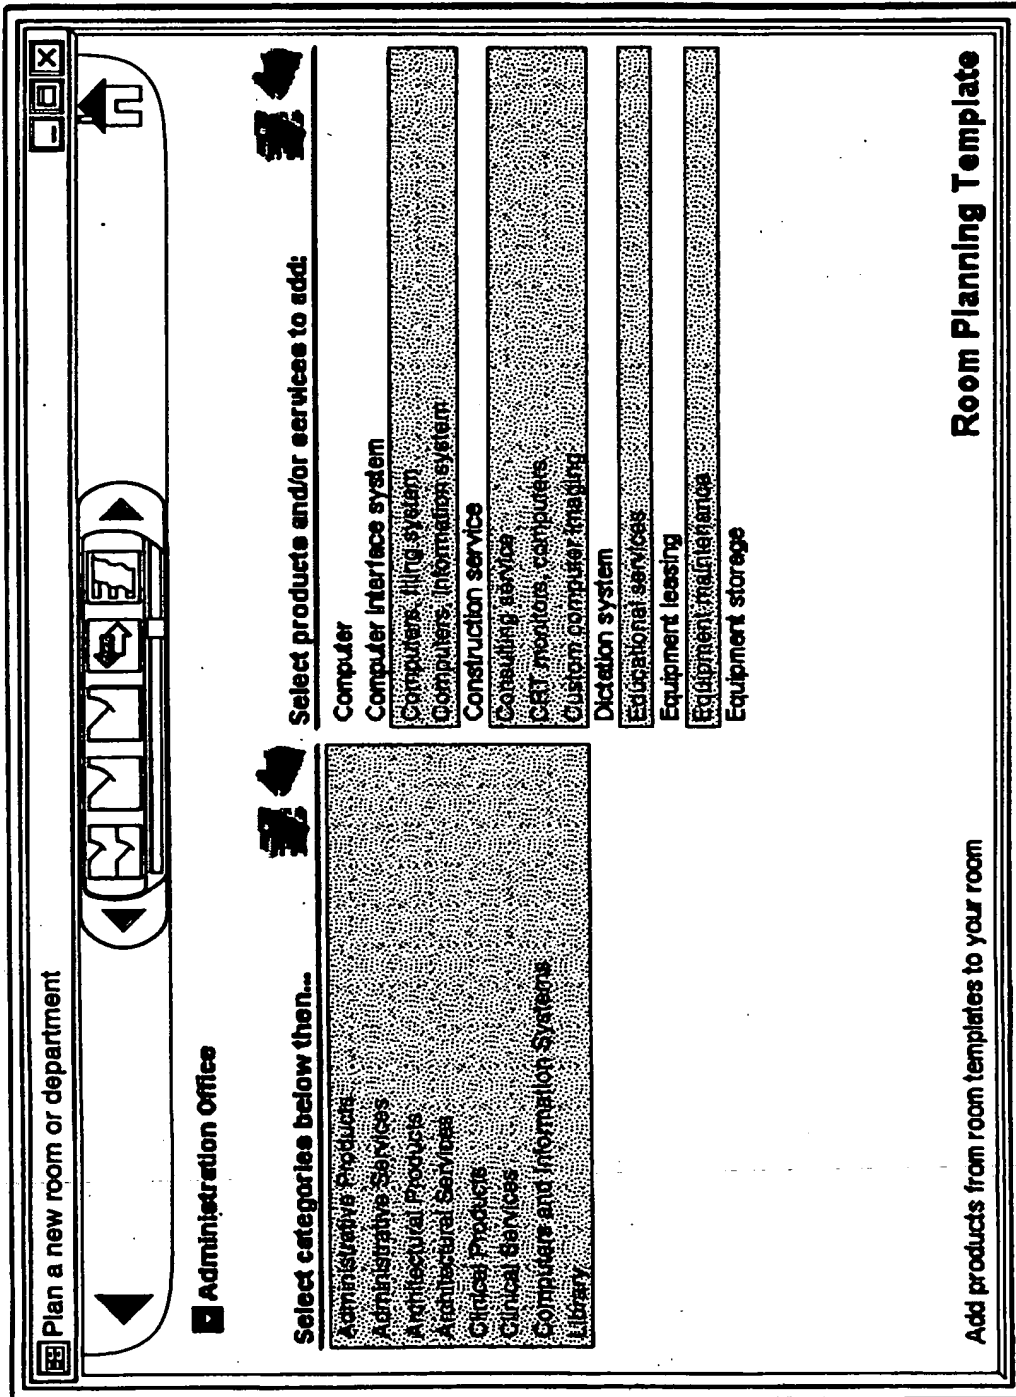 Plan a new room or department
Administration Office
Select categories below then...
Administrative Products
Administrative Services
Architectural Products
Architectural Services
Clinical Products
Clinical Services
Computers and Information Systems
Library
Select products and/or services to add:
Computer
Computer interface system
Computers, filing system
Computers, information system
Construction service
Consulting service
CRT monitors, computers
Custom computer imaging
Dictation system
Educational services
Equipment leasing
Equipment maintenance
Equipment storage
Add products from room templates to your room
Room Planning Template